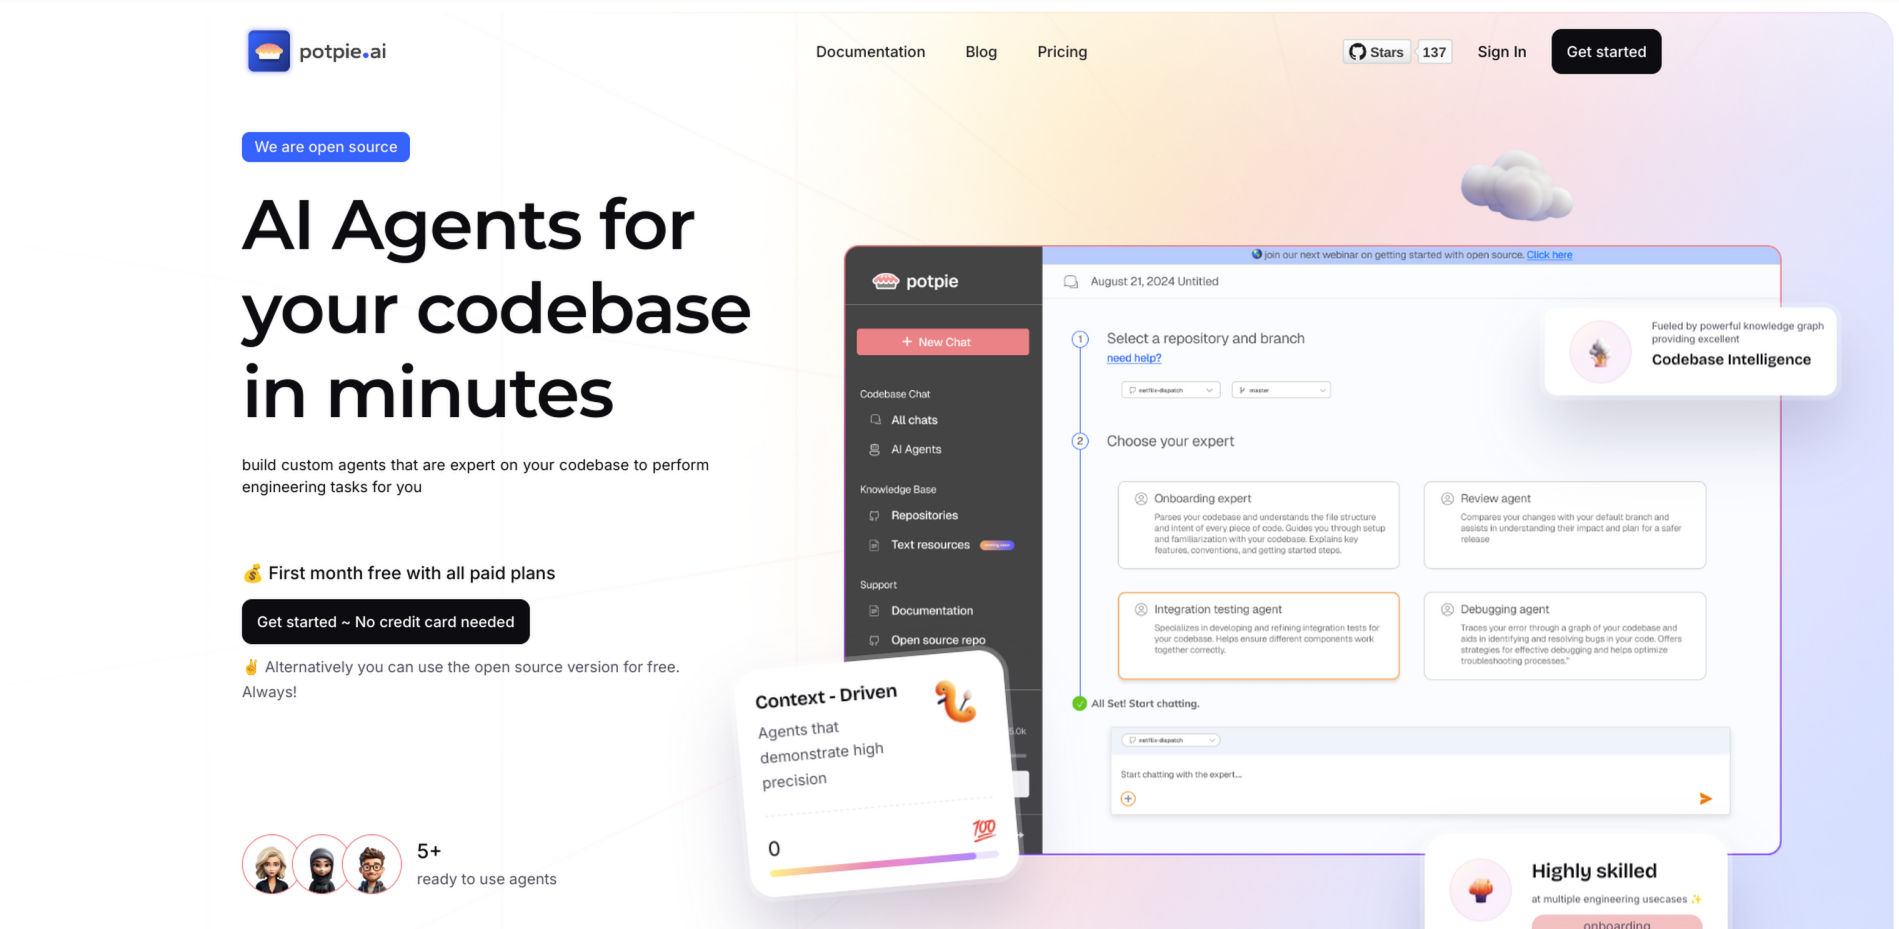 potpie.ai
Documentation
Blog
Pricing
Stars
137
Sign In
Get started
We are open source
AI Agents for
your codebase
in minutes
build custom agents that are expert on your codebase to perform
engineering tasks for you
💰 First month free with all paid plans
Get started ~ No credit card needed
✌️ Alternatively you can use the open source version for free.
Always!
5+
ready to use agents
potpie
+ New Chat
Codebase Chat
All chats
AI Agents
Knowledge Base
Repositories
Text resources
Support
Documentation
Open source repo
5.0k
join our next webinar on getting started with open source. Click here
August 21, 2024 Untitled
1
Select a repository and branch
need help?
netflix-dispatch
master
2
Choose your expert
Onboarding expert
Parses your codebase and understands the file structure
and intent of every piece of code. Guides you through setup
and familiarization with your codebase. Explains key
features, conventions, and getting started steps.
Review agent
Compares your changes with your default branch and
assists in understanding their impact and plan for a safer
release
Integration testing agent
Specializes in developing and refining integration tests for
your codebase. Helps ensure different components work
together correctly.
Debugging agent
Traces your error through a graph of your codebase and
aids in identifying and resolving bugs in your code. Offers
strategies for effective debugging and helps optimize
troubleshooting processes."
All Set! Start chatting.
netflix-dispatch
Start chatting with the expert...
Fueled by powerful knowledge graph
providing excellent
Codebase Intelligence
Context - Driven
Agents that
demonstrate high
precision
0
💯
Highly skilled
at multiple engineering usecases ✨
onboarding